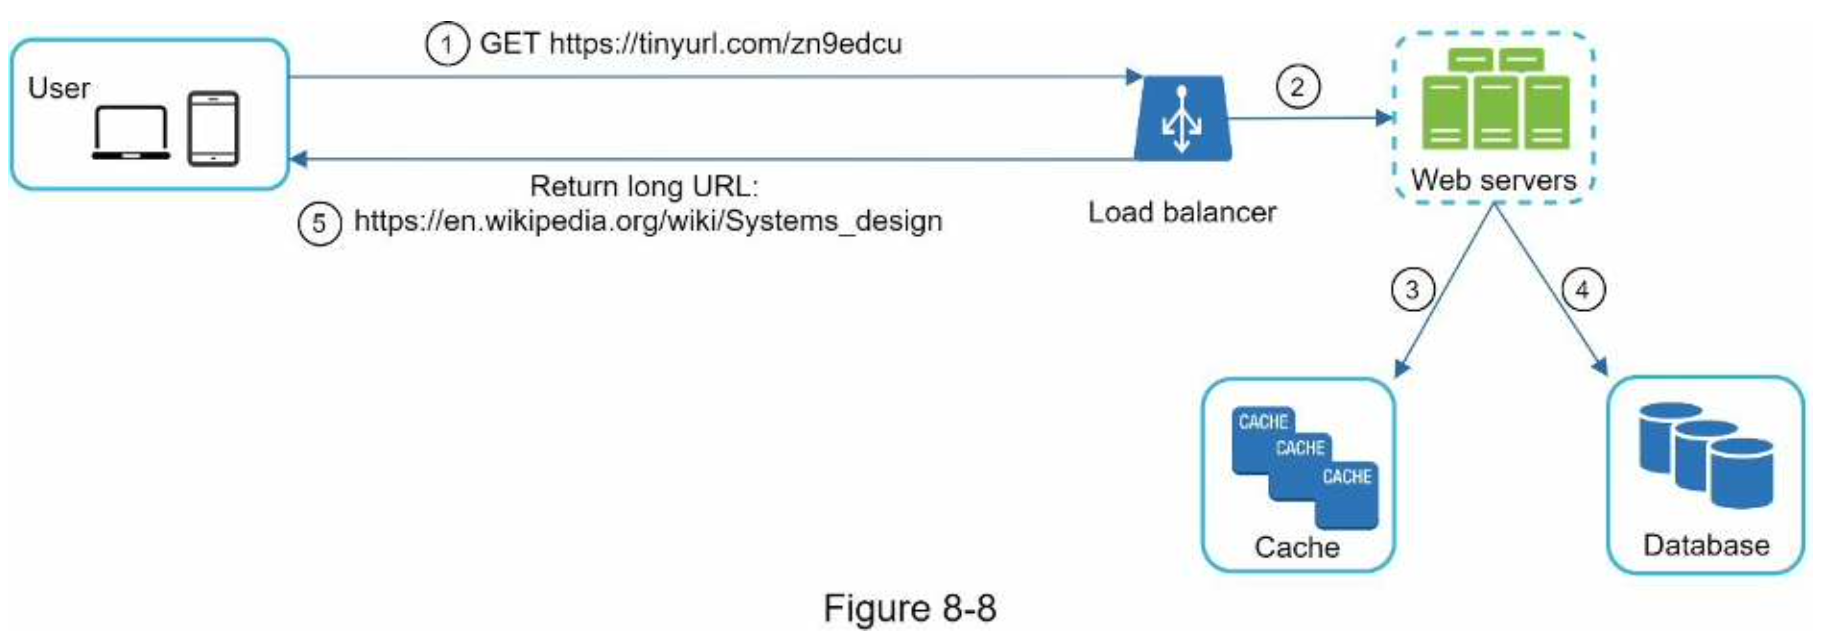 1 GET https://tinyurl.com/zn9edcu
User
2
Web servers
Return long URL:
5 https://en.wikipedia.org/wiki/Systems_design
Load balancer
3
4
CACHE
CACHE
CACHE
Cache
Database
Figure 8-8